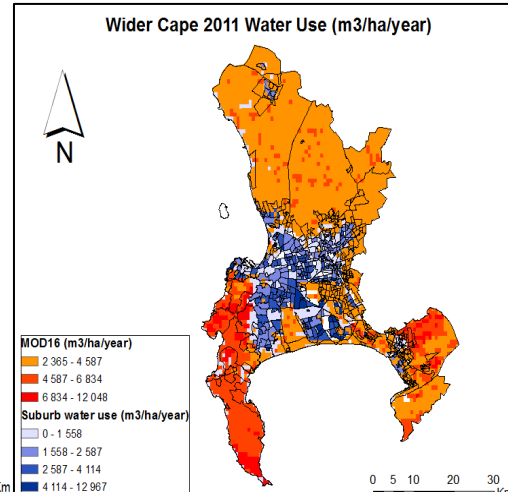 Wider Cape 2011 Water Use (m3/ha/year)
N
MOD16 (m3/ha/year)
2 365 - 4 587
4 587 - 6 834
6 834 - 12 048
Suburb water use (m3/ha/year)
0 - 1 558
1 558 - 2 587
2 587 - 4 114
4 114 - 12 967
0 5 10 20 30
Km